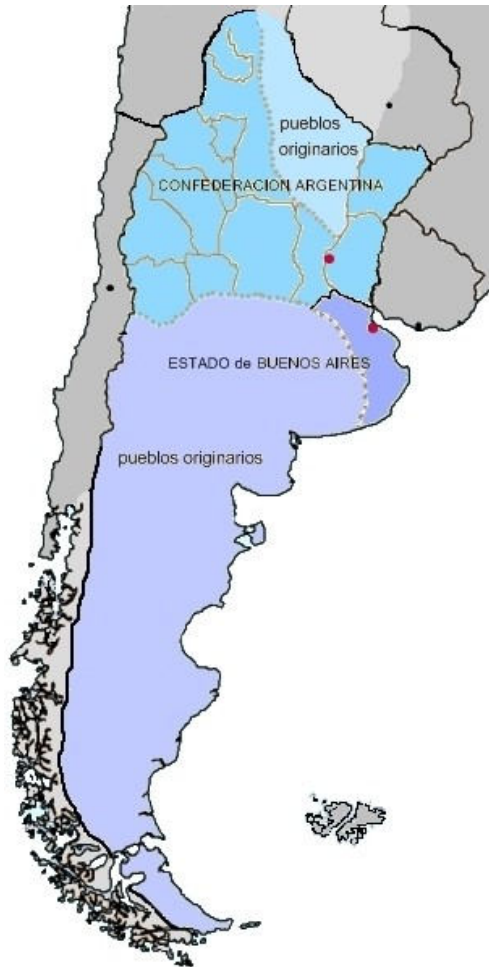 pueblos
originarios
CONFEDERACION ARGENTINA
ESTADO de BUENOS AIRES
pueblos originarios